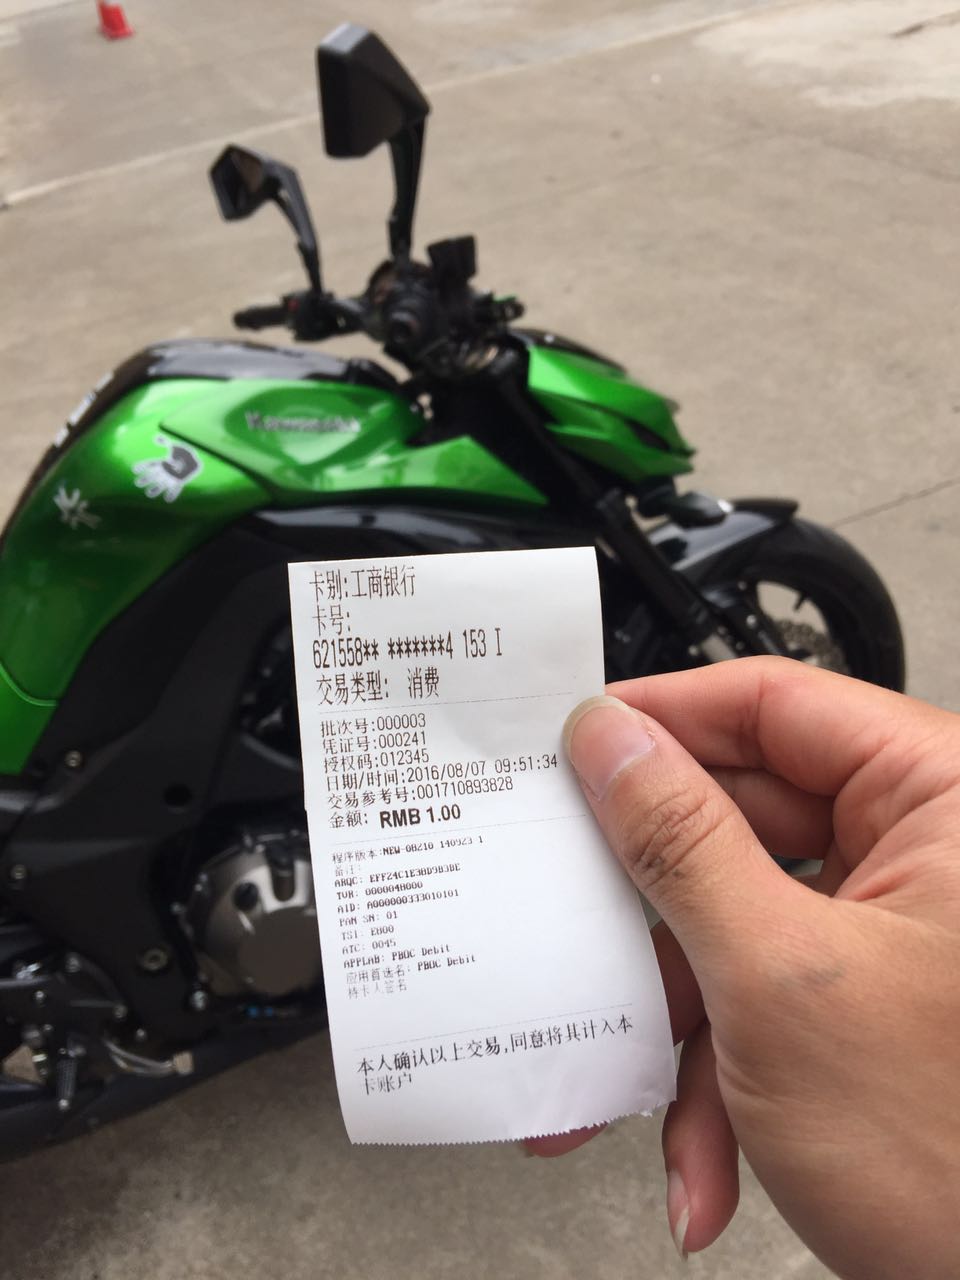 Kawasaki
卡别:工商银行
卡号:
621558** *******4 153 I
交易类型: 消费
批次号:000003
凭证号:000241
授权码:012345
日期/时间:2016/08/07 09:51:34
交易参考号:001710893828
金额: RMB 1.00
程序版本:NEW-08210 140923 1
备注:
ARQC: EFF24C1E3BD9B3BE
TVR: 0000048000
AID: A000000333010101
PAN SN: 01
TSI: E800
ATC: 0045
APPLAB: PBOC Debit
应用首选名: PBOC Debit
持卡人签名
本人确认以上交易,同意将其计入本
卡账户